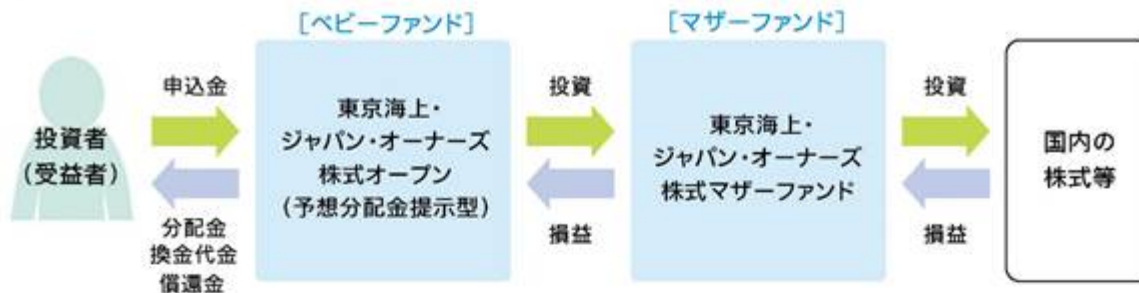 [ベビーファンド]
[マザーファンド]
投資者
(受益者)
申込金
分配金
換金代金
償還金
東京海上・
ジャパン・オーナーズ
株式オープン
(予想分配金提示型)
投資
損益
東京海上・
ジャパン・オーナーズ
株式マザーファンド
投資
損益
国内の
株式等